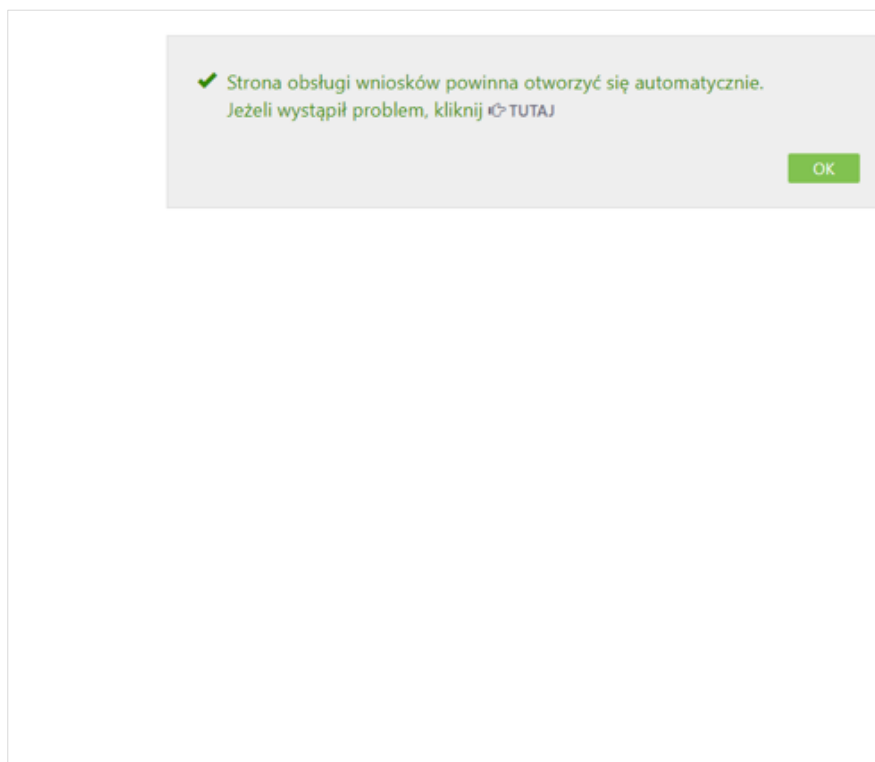 Strona obsługi wniosków powinna otworzyć się automatycznie.
Jeżeli wystąpił problem, kliknij TUTAJ
OK